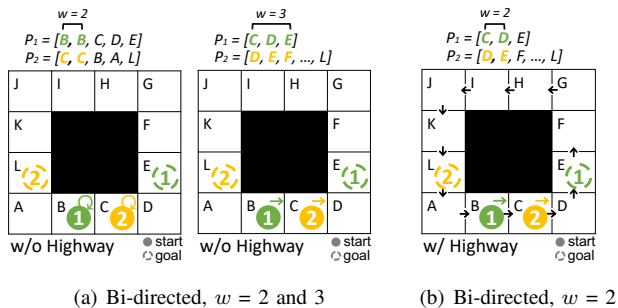 w = 2
P1 = [B, B, C, D, E]
P2 = [C, C, B, A, L]
J I H G
K F
L 2 E 1
A B 1 C 2 D
w/o Highway
start
goal
w = 3
P1 = [C, D, E]
P2 = [D, E, F, ..., L]
J I H G
K F
L 2 E 1
A B 1 C 2 D
w/o Highway
start
goal
(a) Bi-directed, w = 2 and 3
w = 2
P1 = [C, D, E]
P2 = [D, E, F, ..., L]
J I H G
K F
L 2 E 1
A B 1 C 2 D
w/ Highway
start
goal
(b) Bi-directed, w = 2